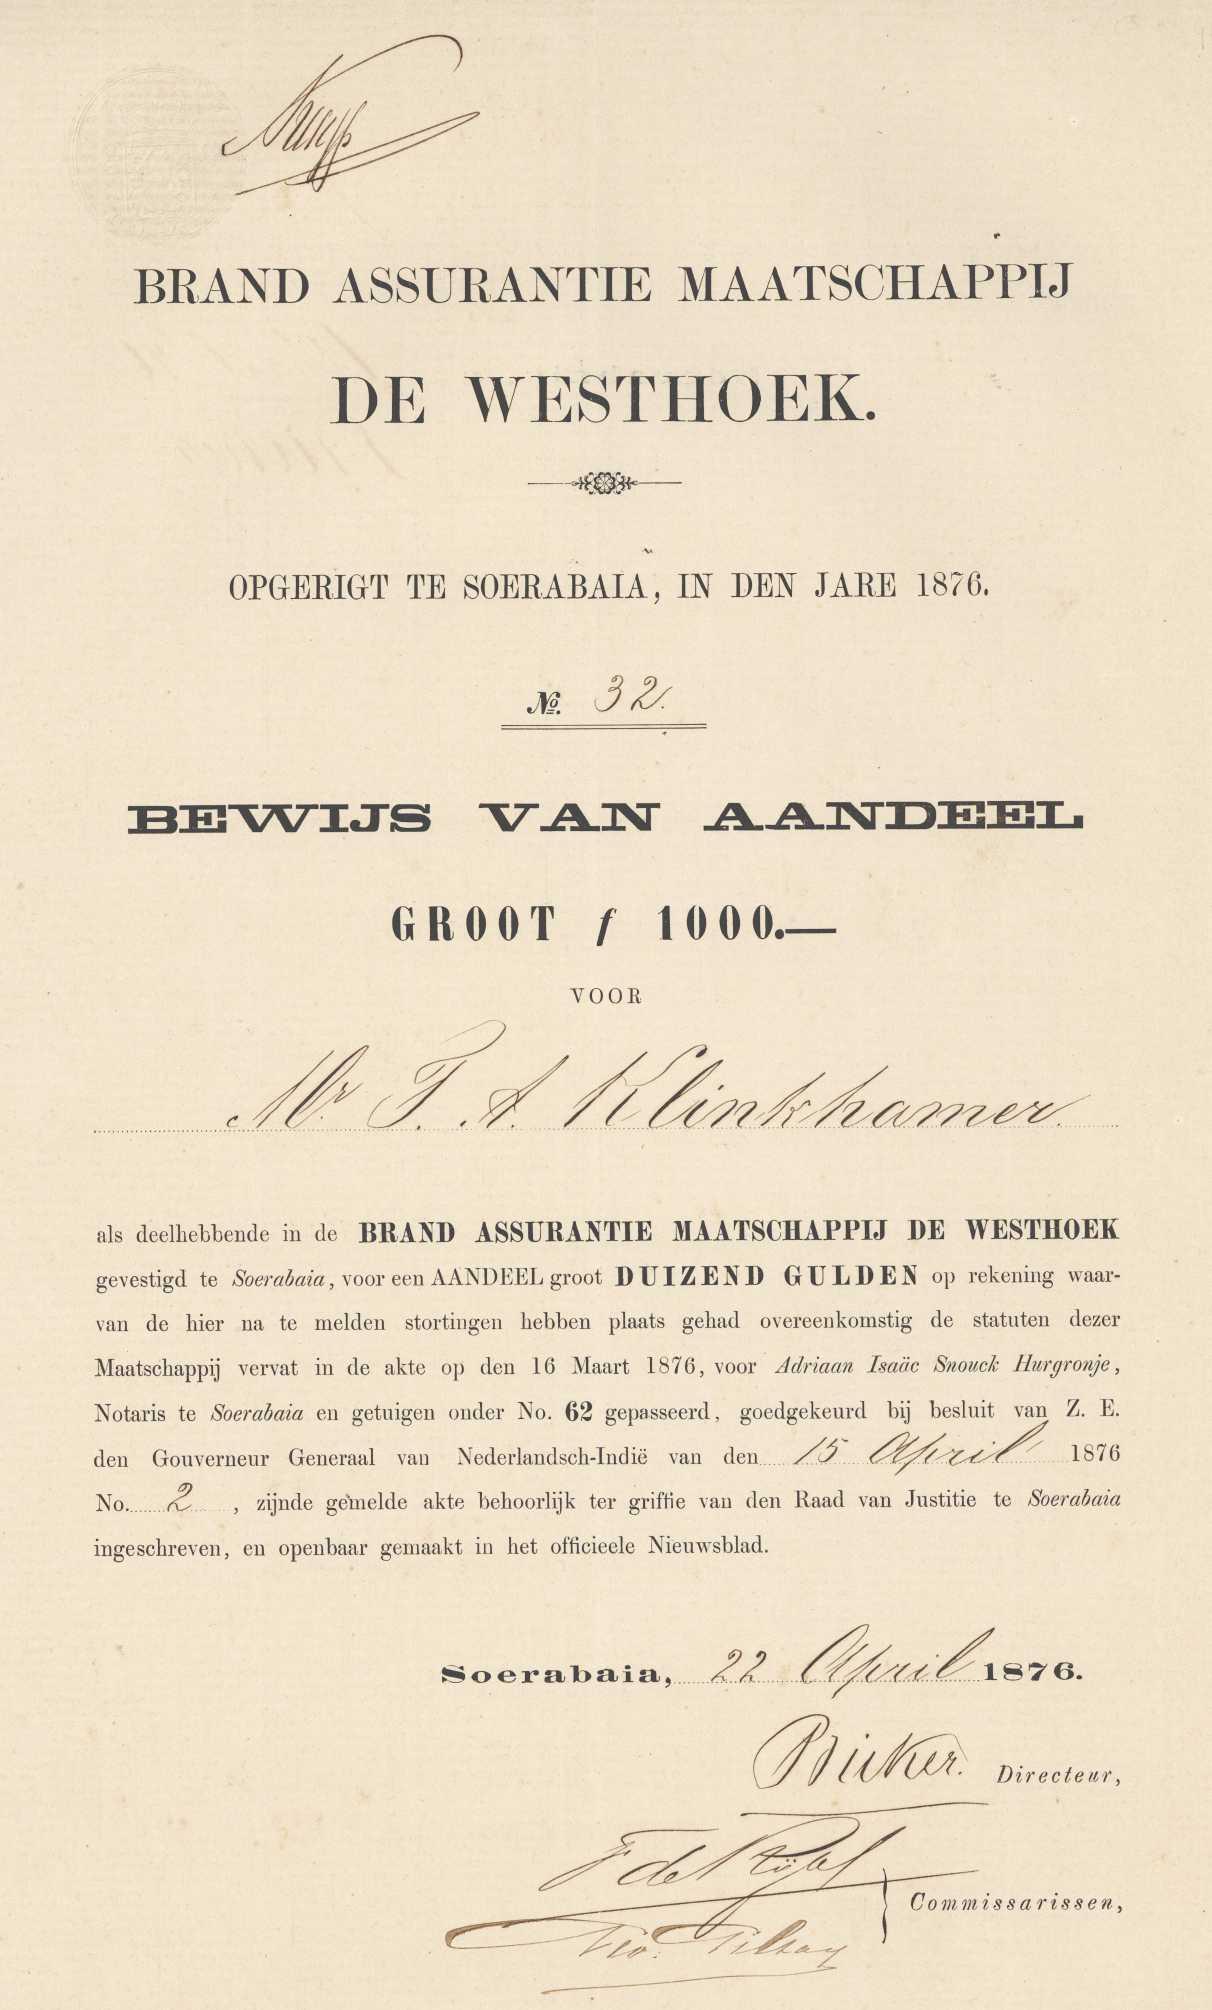 BRAND ASSURANTIE MAATSCHAPPIJ
DE WESTHOEK.
OPGERIGT TE SOERABAIA, IN DEN JARE 1876.
No. 32.
BEWIJS VAN AANDEEL
GROOT f 1000.—
VOOR
Mr. F. A. Klinkhamer.
als deelhebbende in de BRAND ASSURANTIE MAATSCHAPPIJ DE WESTHOEK
gevestigd te Soerabaia, voor een AANDEEL groot DUIZEND GULDEN op rekening waar-
van de hier na te melden stortingen hebben plaats gehad overeenkomstig de statuten dezer
Maatschappij vervat in de akte op den 16 Maart 1876, voor Adriaan Isaäc Snouck Hurgronje,
Notaris te Soerabaia en getuigen onder No. 62 gepasseerd, goedgekeurd bij besluit van Z. E.
den Gouverneur Generaal van Nederlandsch-Indië van den 15 April 1876
No. 2, zijnde gemelde akte behoorlijk ter griffie van den Raad van Justitie te Soerabaia
ingeschreven, en openbaar gemaakt in het officieele Nieuwsblad.
Soerabaia, 22 April 1876.
Directeur,
Commissarissen,